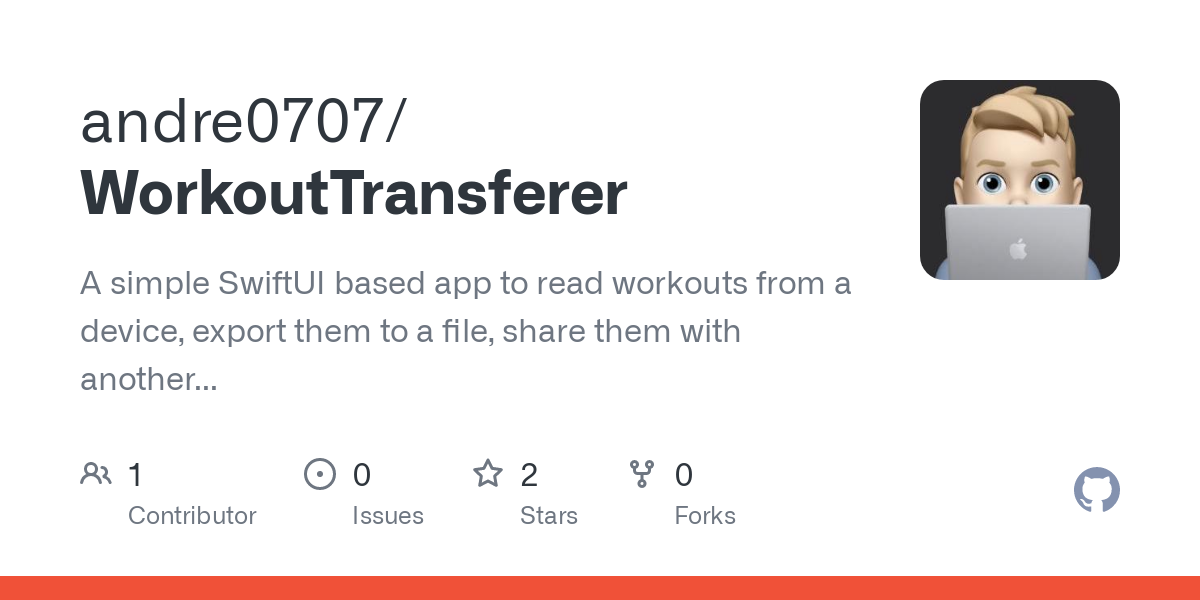 andre0707/
WorkoutTransferer
A simple SwiftUI based app to read workouts from a
device, export them to a file, share them with
another...
1
Contributor
0
Issues
2
Stars
0
Forks